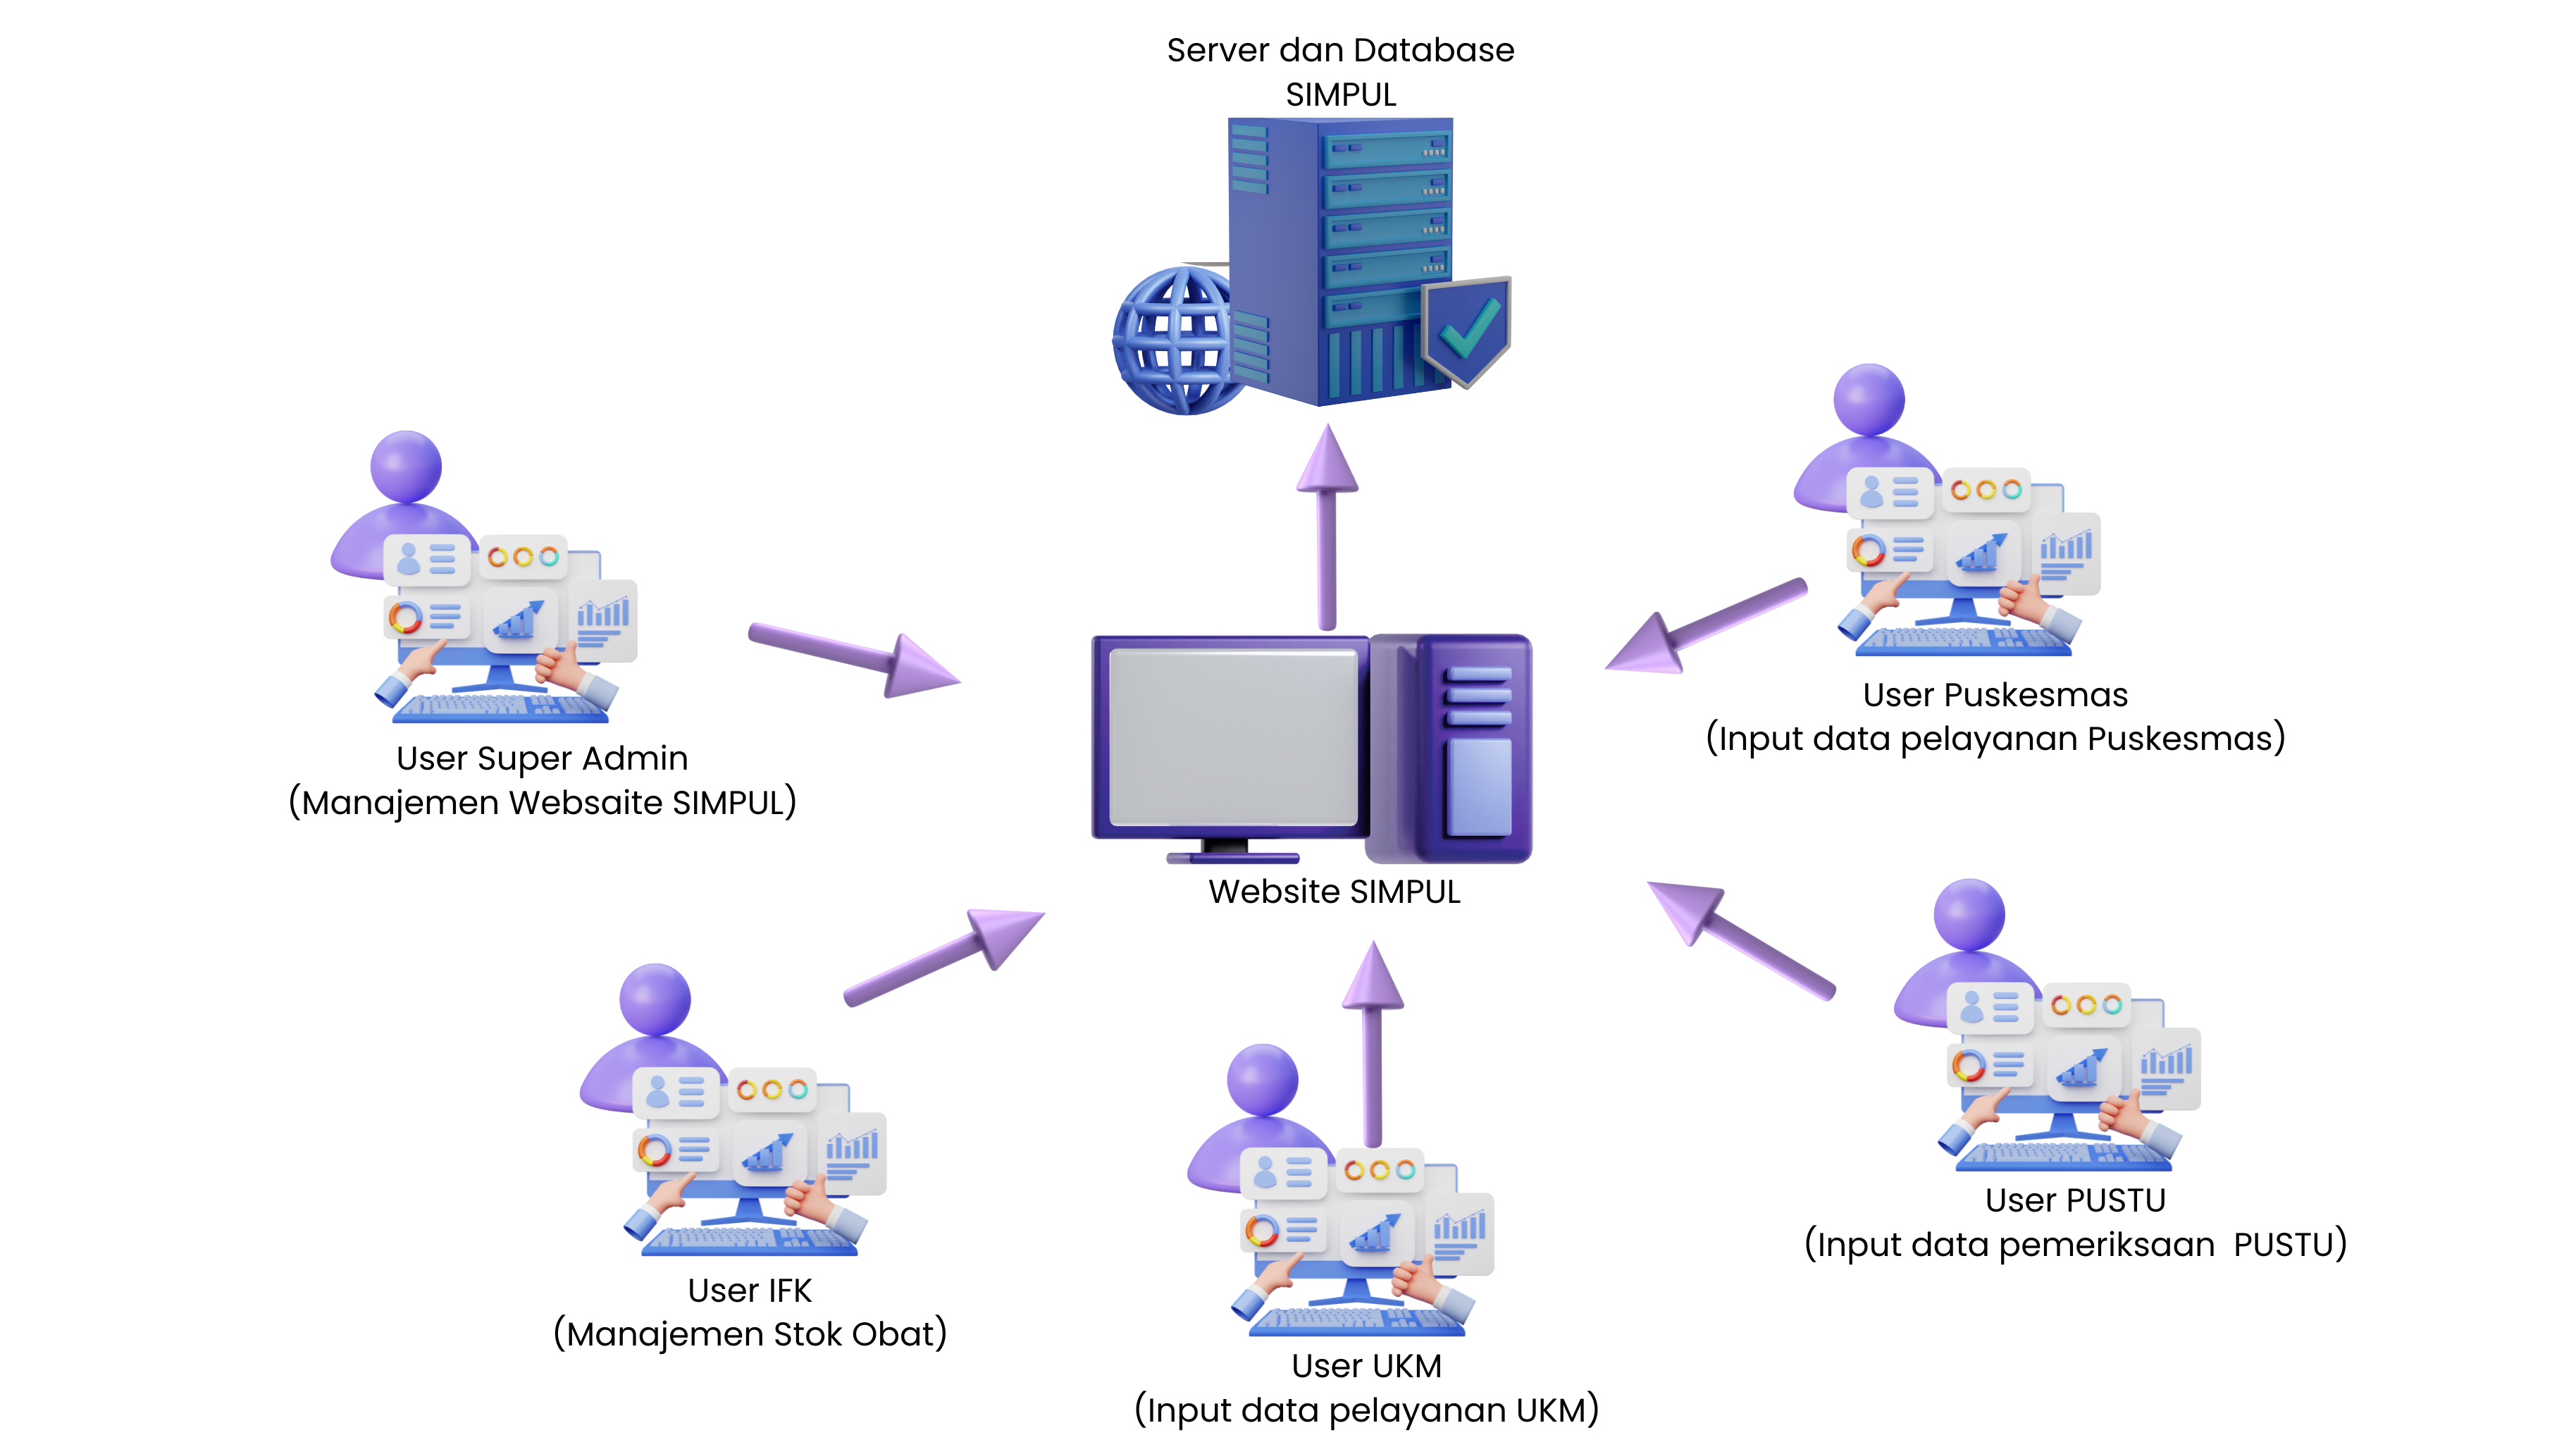 Server dan Database
SIMPUL
User Puskesmas
(Input data pelayanan Puskesmas)
User Super Admin
(Manajemen Websaite SIMPUL)
Website SIMPUL
User PUSTU
(Input data pemeriksaan  PUSTU)
User IFK
(Manajemen Stok Obat)
User UKM
(Input data pelayanan UKM)